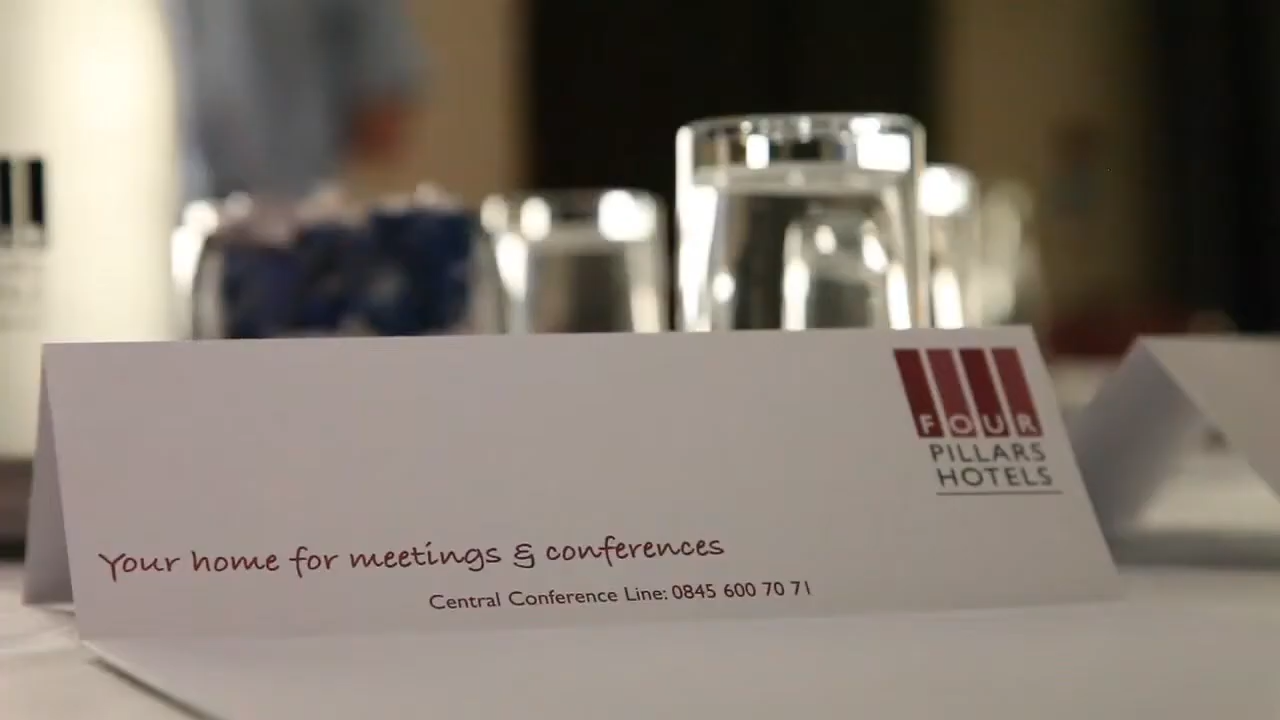 FOUR
PILLARS
HOTELS
Your home for meetings & conferences
Central Conference Line: 0845 600 70 71